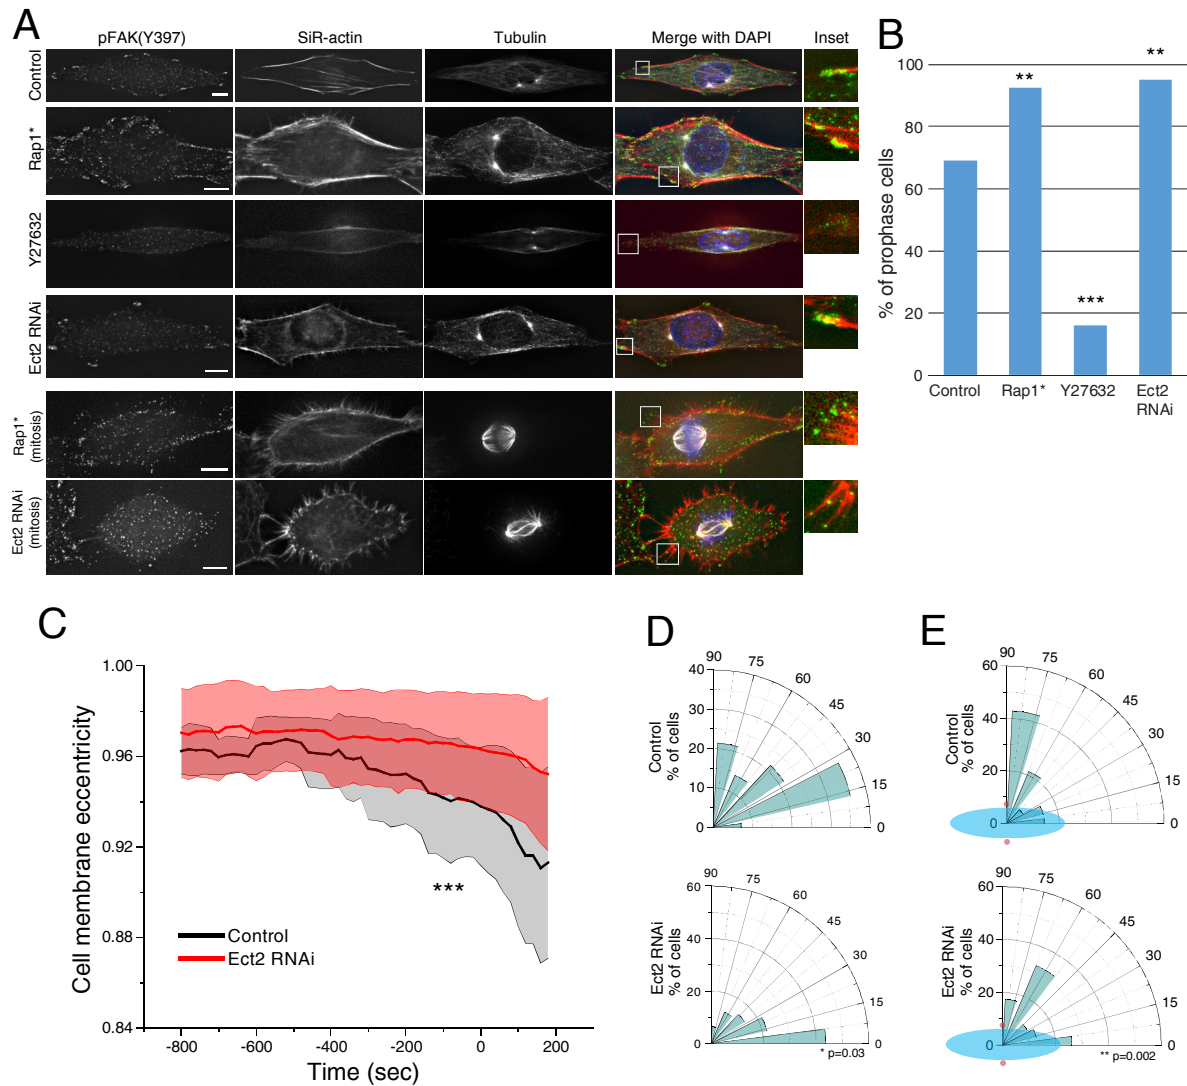 A
pFAK(Y397)
SiR-actin
Tubulin
Merge with DAPI
Inset
Control
Rap1*
Y27632
Ect2 RNAi
Rap1*
(mitosis)
Ect2 RNAi
(mitosis)
B
% of prophase cells
100
80
60
40
20
0
**
***
**
Control
Rap1*
Y27632
Ect2
RNAi
C
Cell membrane eccentricity
1.00
0.96
0.92
0.88
0.84
***
Control
Ect2 RNAi
-800
-600
-400
-200
0
200
Time (sec)
D
Control
% of cells
40
30
20
10
0
90
75
60
45
30
15
0
Ect2 RNAi
% of cells
60
40
20
0
90
75
60
45
30
15
0
* p=0.03
E
Control
% of cells
60
40
20
0
90
75
60
45
30
15
0
Ect2 RNAi
% of cells
60
40
20
0
90
75
60
45
30
15
0
** p=0.002